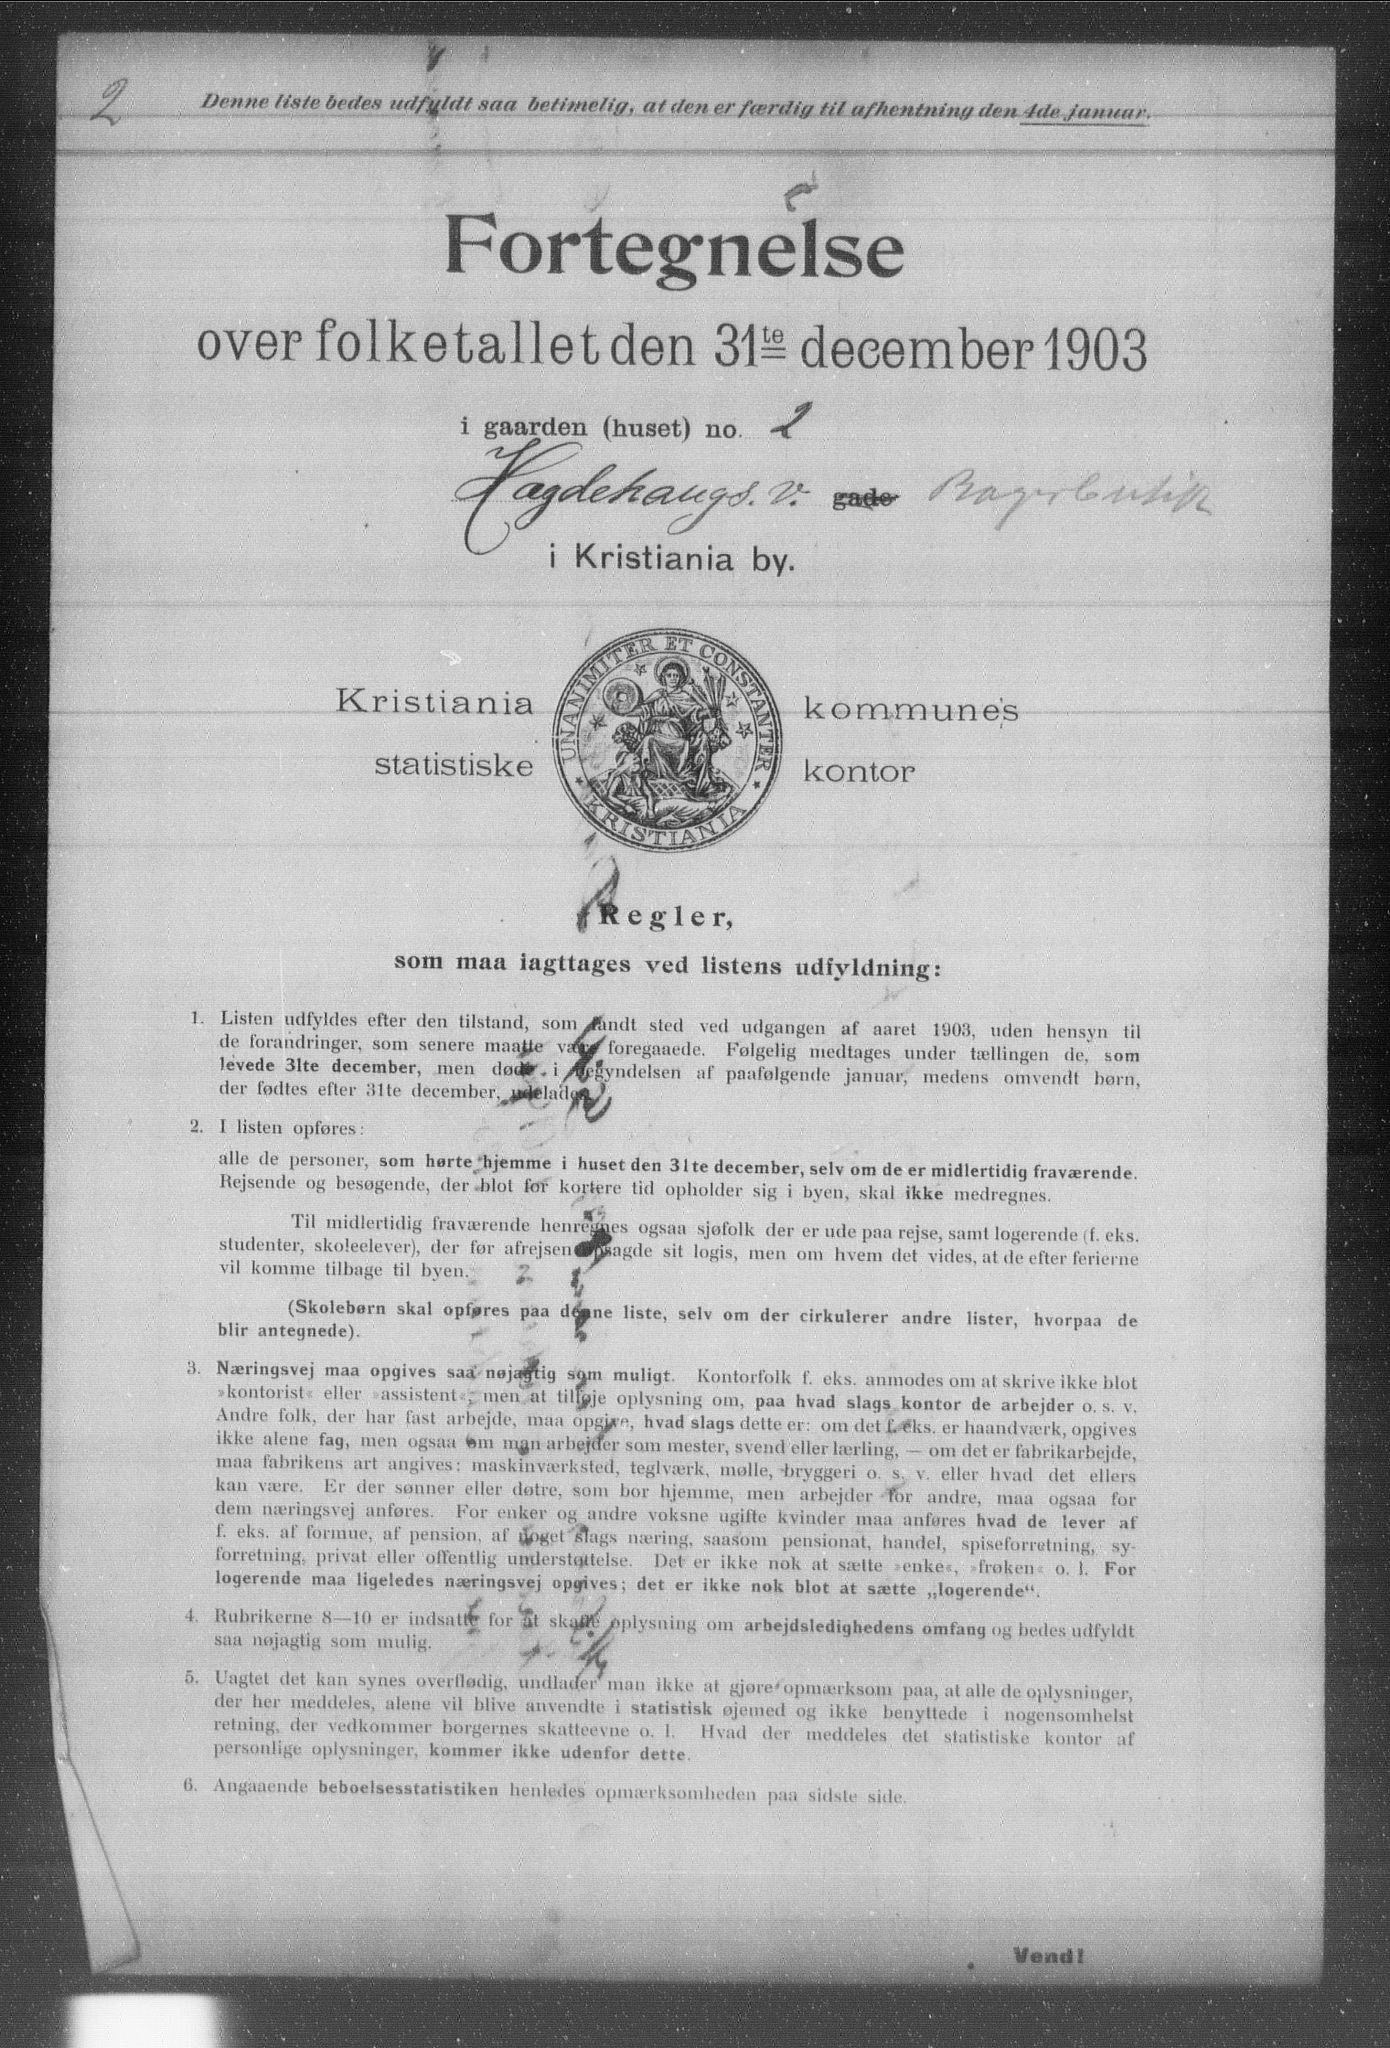 2
Denne liste bedes udfyldt saa betimelig, at den er færdig til afhentning den 4de januar.
Fortegnelse
over folketallet den 31te december 1903
i gaarden (huset) no. 2
Hægdehaugs. v. gade Bagerbutik
i Kristiania by.
UNANIMITER ET CONSTANTER
KRISTIANIA
Kristiania kommunes
statistiske kontor
Regler,
som maa iagttages ved listens udfyldning:
1. Listen udfyldes efter den tilstand, som fandt sted ved udgangen af aaret 1903, uden hensyn til
de forandringer, som senere maatte være foregaaede. Følgelig medtages under tællingen de, som
levede 31te december, men døde i begyndelsen af paafølgende januar, medens omvendt børn,
der fødtes efter 31te december, udelades.
2. I listen opføres:
alle de personer, som hørte hjemme i huset den 31te december, selv om de er midlertidig fraværende.
Rejsende og besøgende, der blot for kortere tid opholder sig i byen, skal ikke medregnes.
Til midlertidig fraværende henregnes ogsaa sjøfolk der er ude paa rejse, samt logerende (f. eks.
studenter, skoleelever), der før afrejsen opsagde sit logis, men om hvem det vides, at de efter ferierne
vil komme tilbage til byen.
(Skolebørn skal opføres paa denne liste, selv om der cirkulerer andre lister, hvorpaa de
blir antegnede).
3. Næringsvej maa opgives saa nøjagtig som muligt. Kontorfolk f. eks. anmodes om at skrive ikke blot
»kontorist« eller »assistent«, men at tilføje oplysning om, paa hvad slags kontor de arbejder o. s. v.
Andre folk, der har fast arbejde, maa opgive, hvad slags dette er: om det f. eks. er haandværk, opgives
ikke alene fag, men ogsaa om man arbejder som mester, svend eller lærling, — om det er fabrikarbejde,
maa fabrikens art angives: maskinværksted, teglværk, mølle, bryggeri o. s. v. eller hvad det ellers
kan være. Er der sønner eller døtre, som bor hjemme, men arbejder for andre, maa ogsaa for
dem næringsvej anføres. For enker og andre voksne ugifte kvinder maa anføres hvad de lever af
f. eks. af formue, af pension, af noget slags næring, saasom pensionat, handel, spiseforretning, sy-
forretning, privat eller offentlig understøttelse. Det er ikke nok at sætte »enke«, »frøken« o. l. For
logerende maa ligeledes næringsvej opgives; det er ikke nok blot at sætte „logerende“.
4. Rubrikerne 8—10 er indsatte for at skaffe oplysning om arbejdsledighedens omfang og bedes udfyldt
saa nøjagtig som mulig.
5. Uagtet det kan synes overflødig, undlader man ikke at gjøre opmærksom paa, at alle de oplysninger,
der her meddeles, alene vil blive anvendte i statistisk øjemed og ikke benyttede i nogensomhelst
retning, der vedkommer borgernes skatteevne o. l. Hvad der meddeles det statistiske kontor af
personlige oplysninger, kommer ikke udenfor dette.
6. Angaaende beboelsesstatistiken henledes opmærksomheden paa sidste side.
Vend!